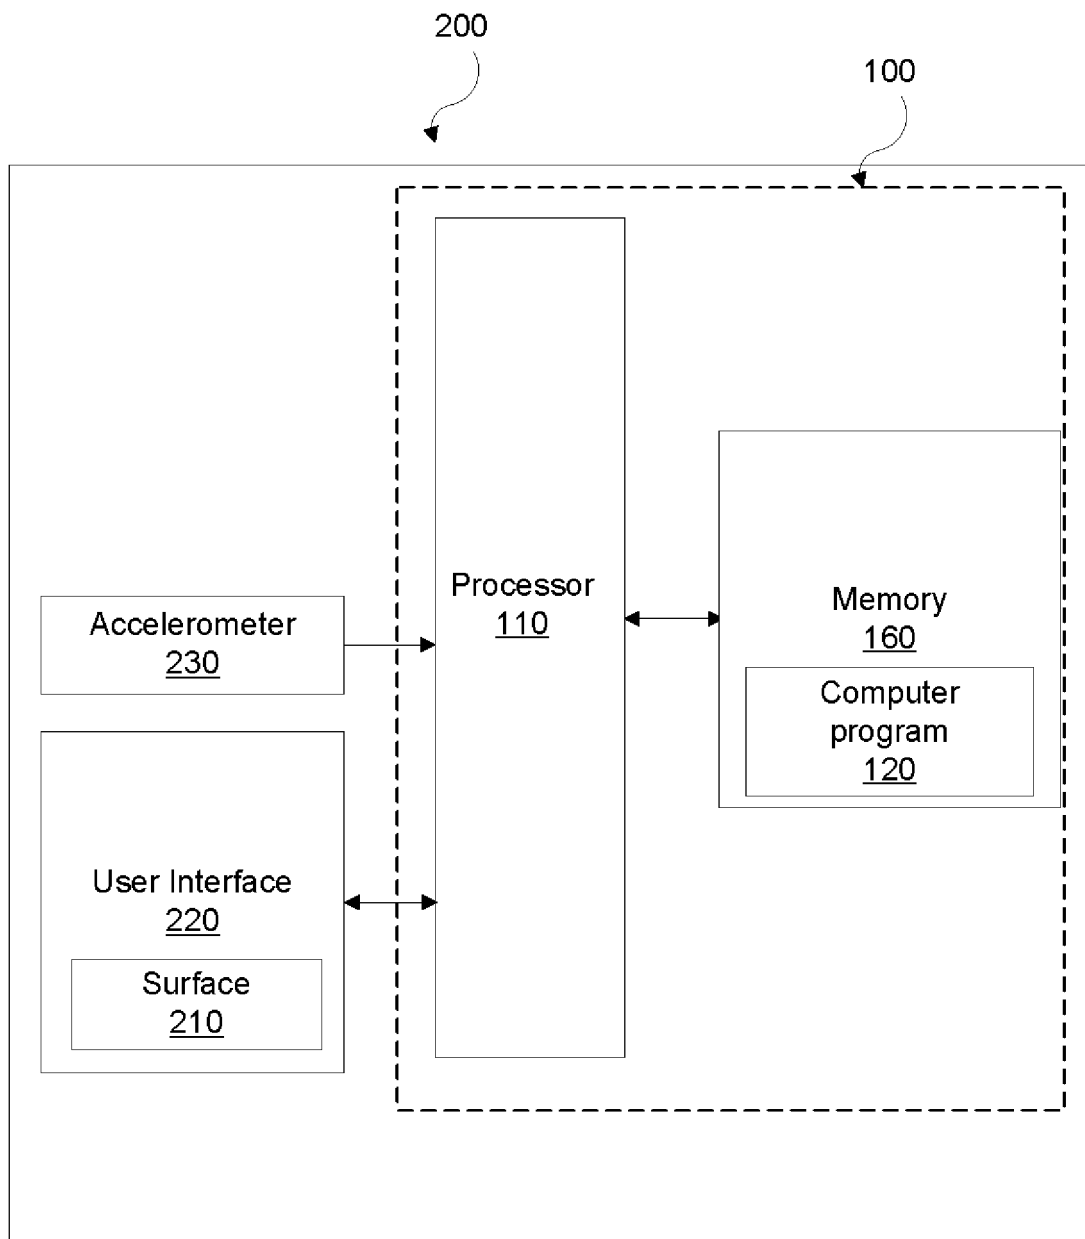 200
100
Processor
110
Accelerometer
230
Memory
160
Computer
program
120
User Interface
220
Surface
210